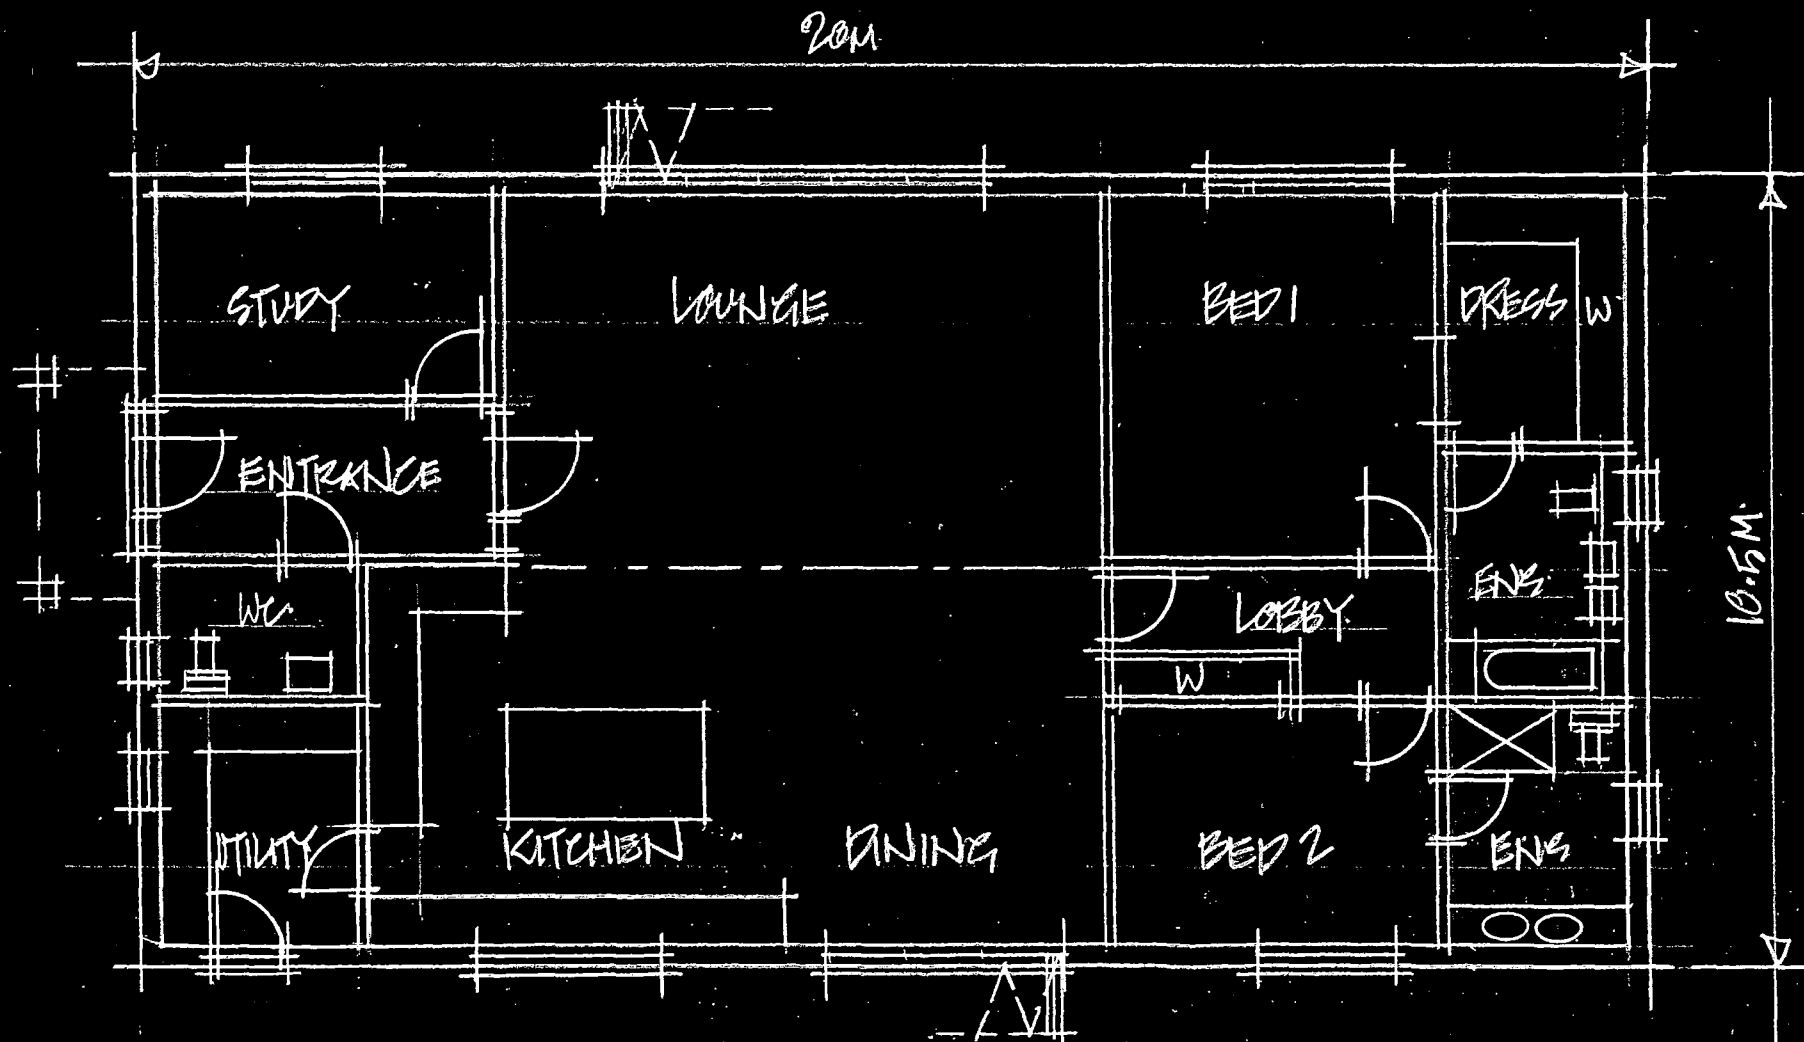 20M
STUDY
LOUNGE
BED 1
DRESS
W
ENTRANCE
10.5M.
ENS.
WC.
LOBBY.
W
UTILITY
KITCHEN
DINING
BED 2
ENS